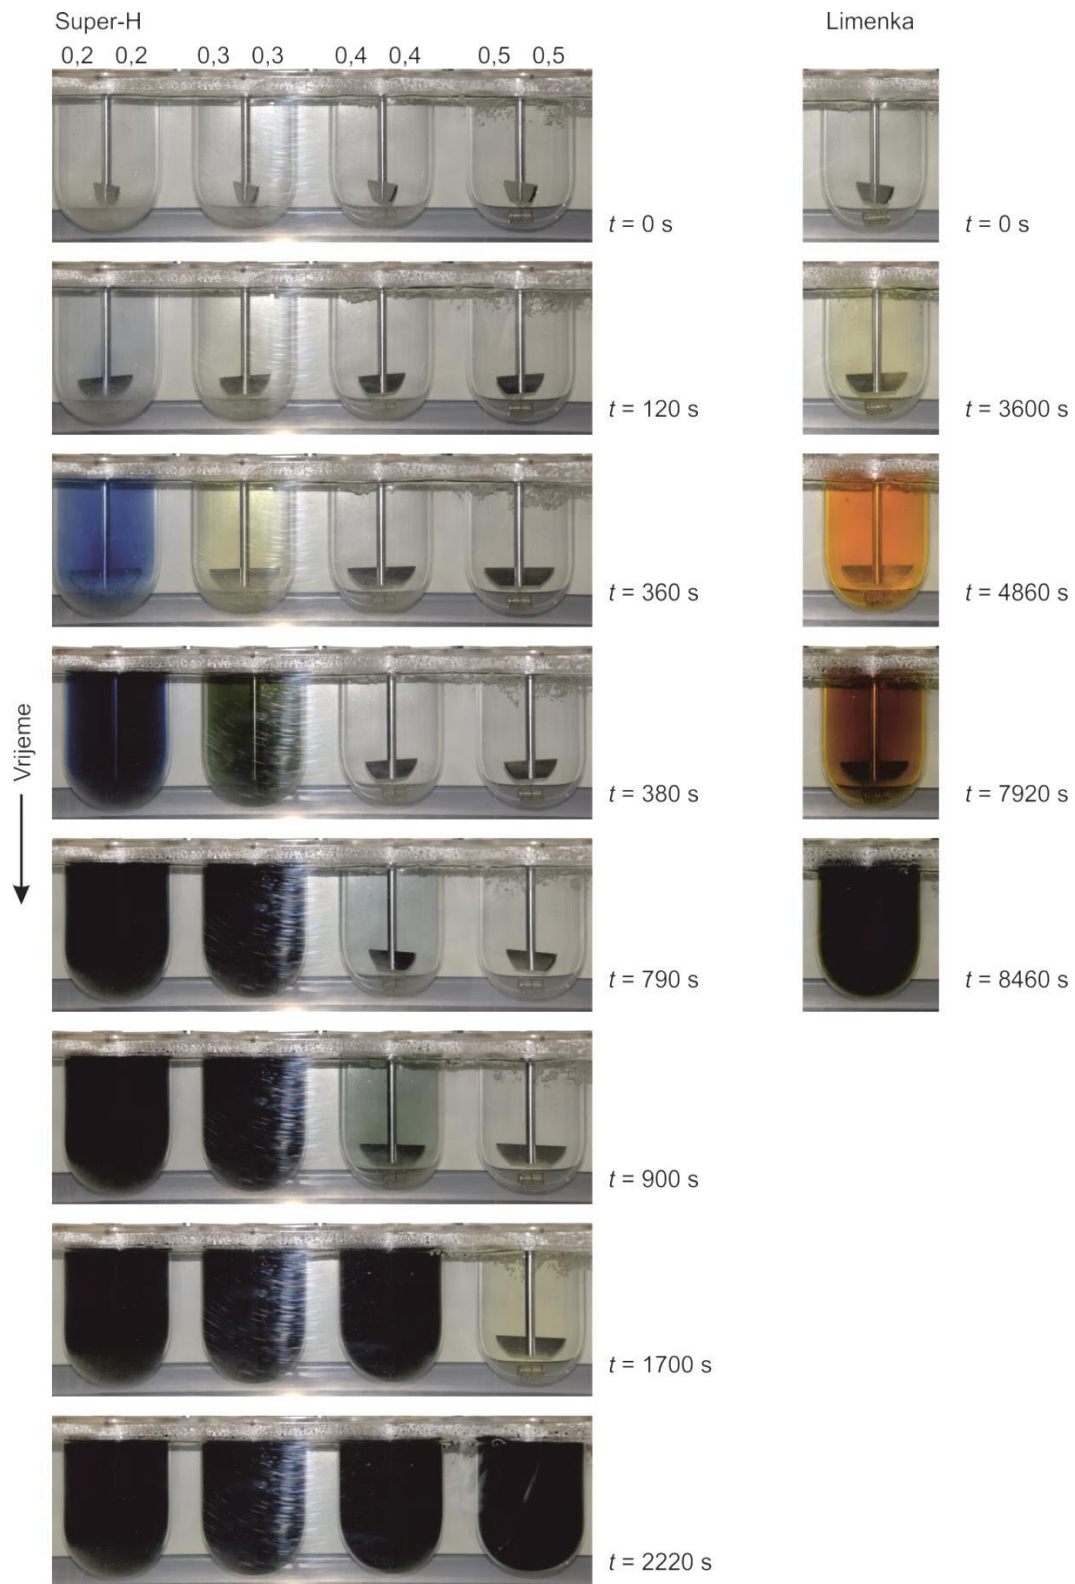 Super-H
Limenka
0,2 0,2 0,3 0,3 0,4 0,4 0,5 0,5
t = 0 s
t = 0 s
t = 120 s
t = 3600 s
t = 360 s
t = 4860 s
Vrijeme
t = 380 s
t = 7920 s
t = 790 s
t = 8460 s
t = 900 s
t = 1700 s
t = 2220 s